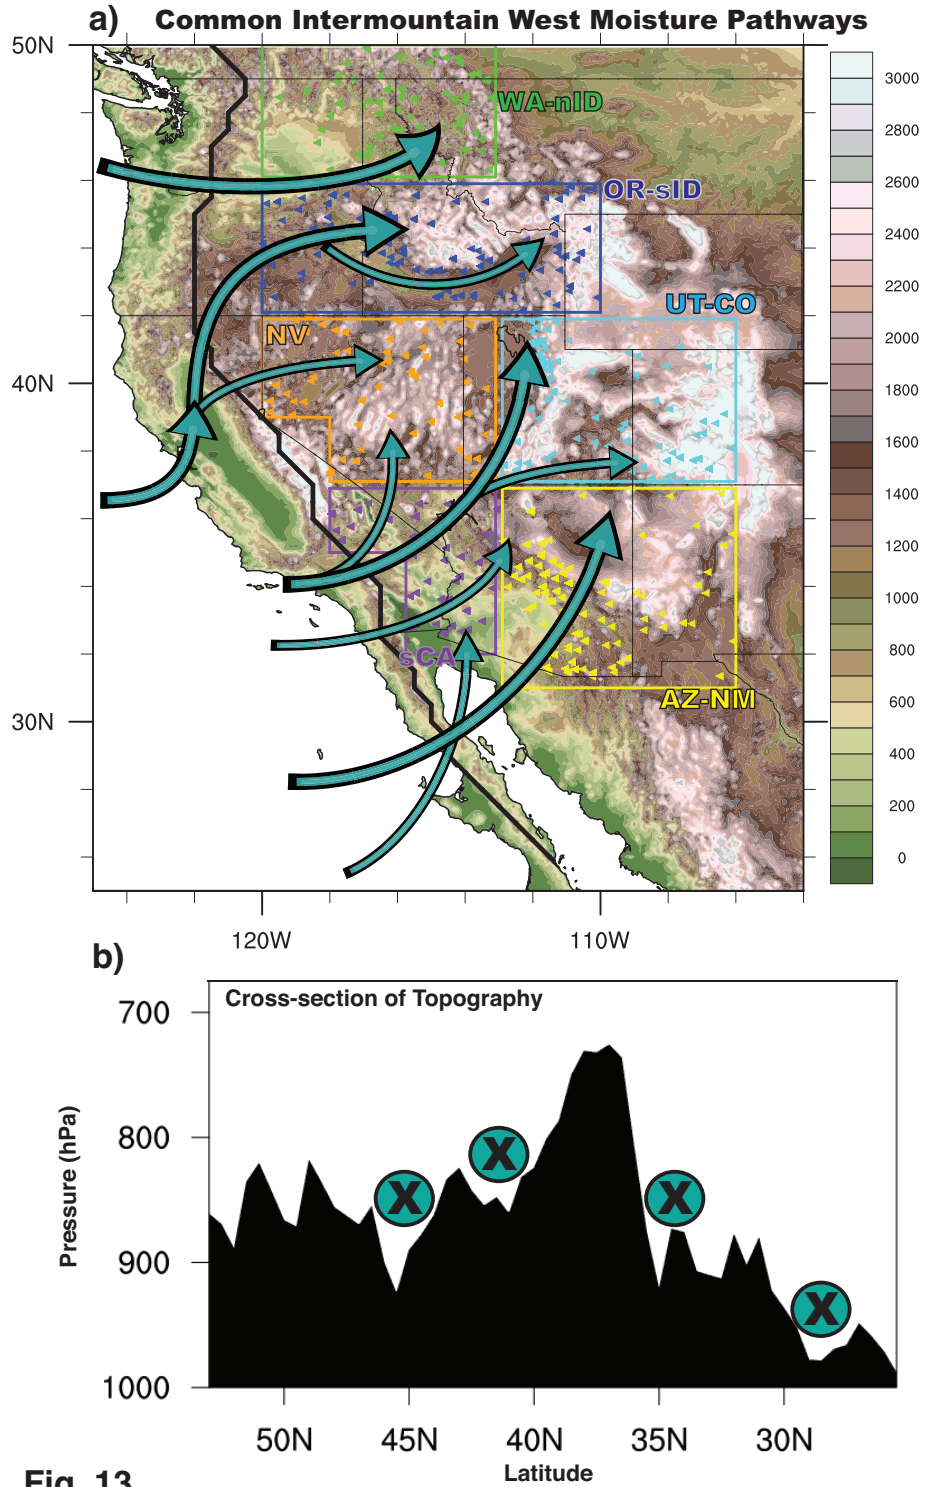 a) Common Intermountain West Moisture Pathways
50N
3000
WA-nID
2800
2600
OR-sID
2400
2200
UT-CO
NV
2000
40N
1800
1600
1400
1200
1000
800
sCA
AZ-NM
600
30N
400
200
0
120W
110W
b)
Cross-section of Topography
700
800
900
1000
Pressure (hPa)
X
X
X
X
50N
45N
40N
35N
30N
Latitude
Fig. 13